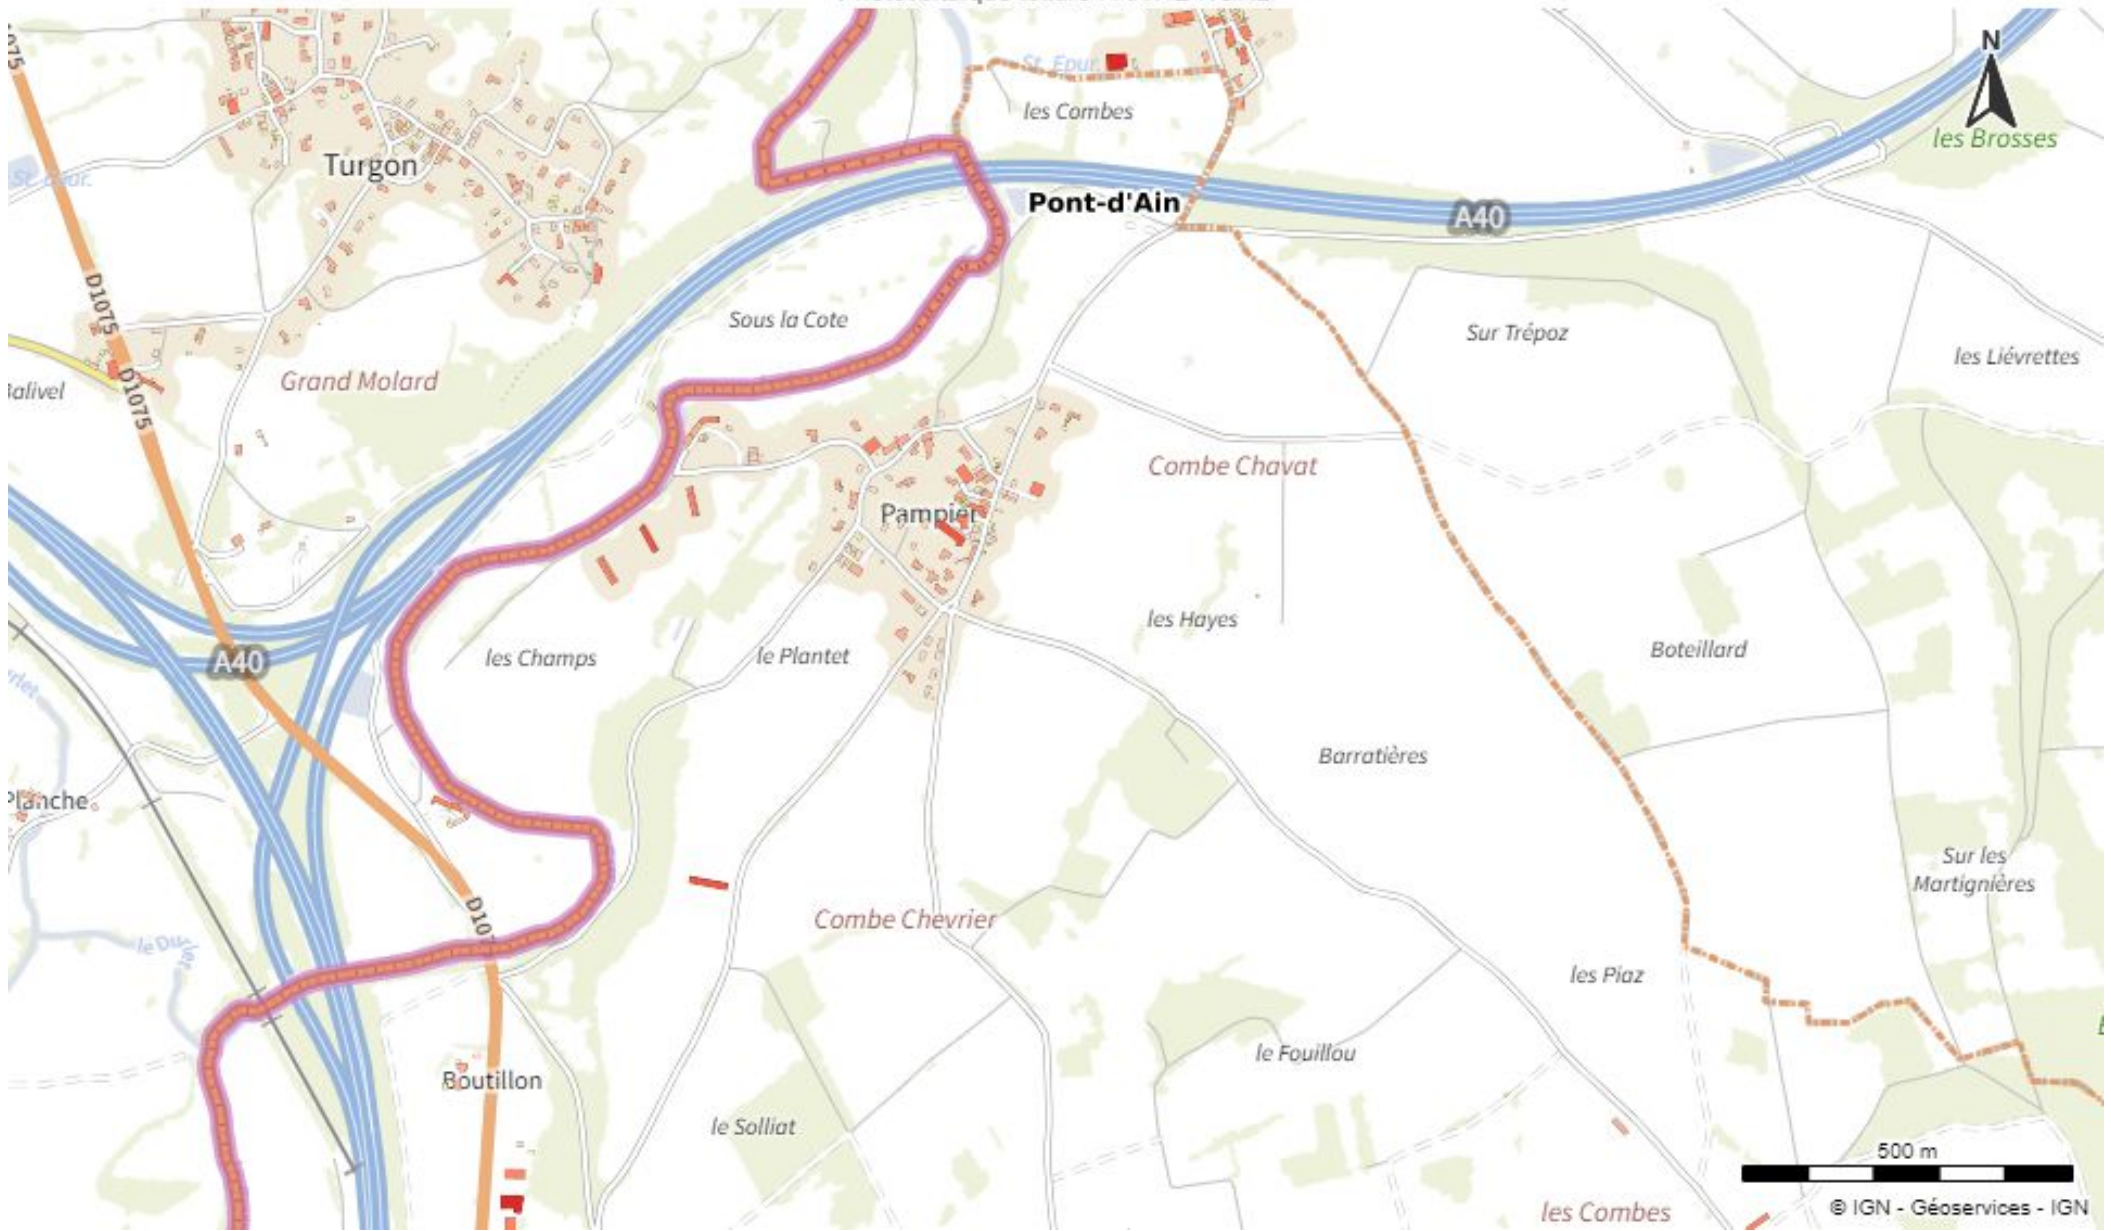 N
St. Epur.
les Combes
les Brosses
Turgon
Pont-d'Ain
A40
D1075
Sous la Cote
Sur Trépoz
les Liévrettes
Grand Molard
D1075
Combe Chavat
Pampier
les Hayes
Boteillard
les Champs
le Plantet
A40
Barratières
Planche
Sur les
Martignières
Combe Chevrier
les Piaz
le Fouillou
Boutillon
le Solliat
500 m
les Combes
© IGN - Géoservices - IGN